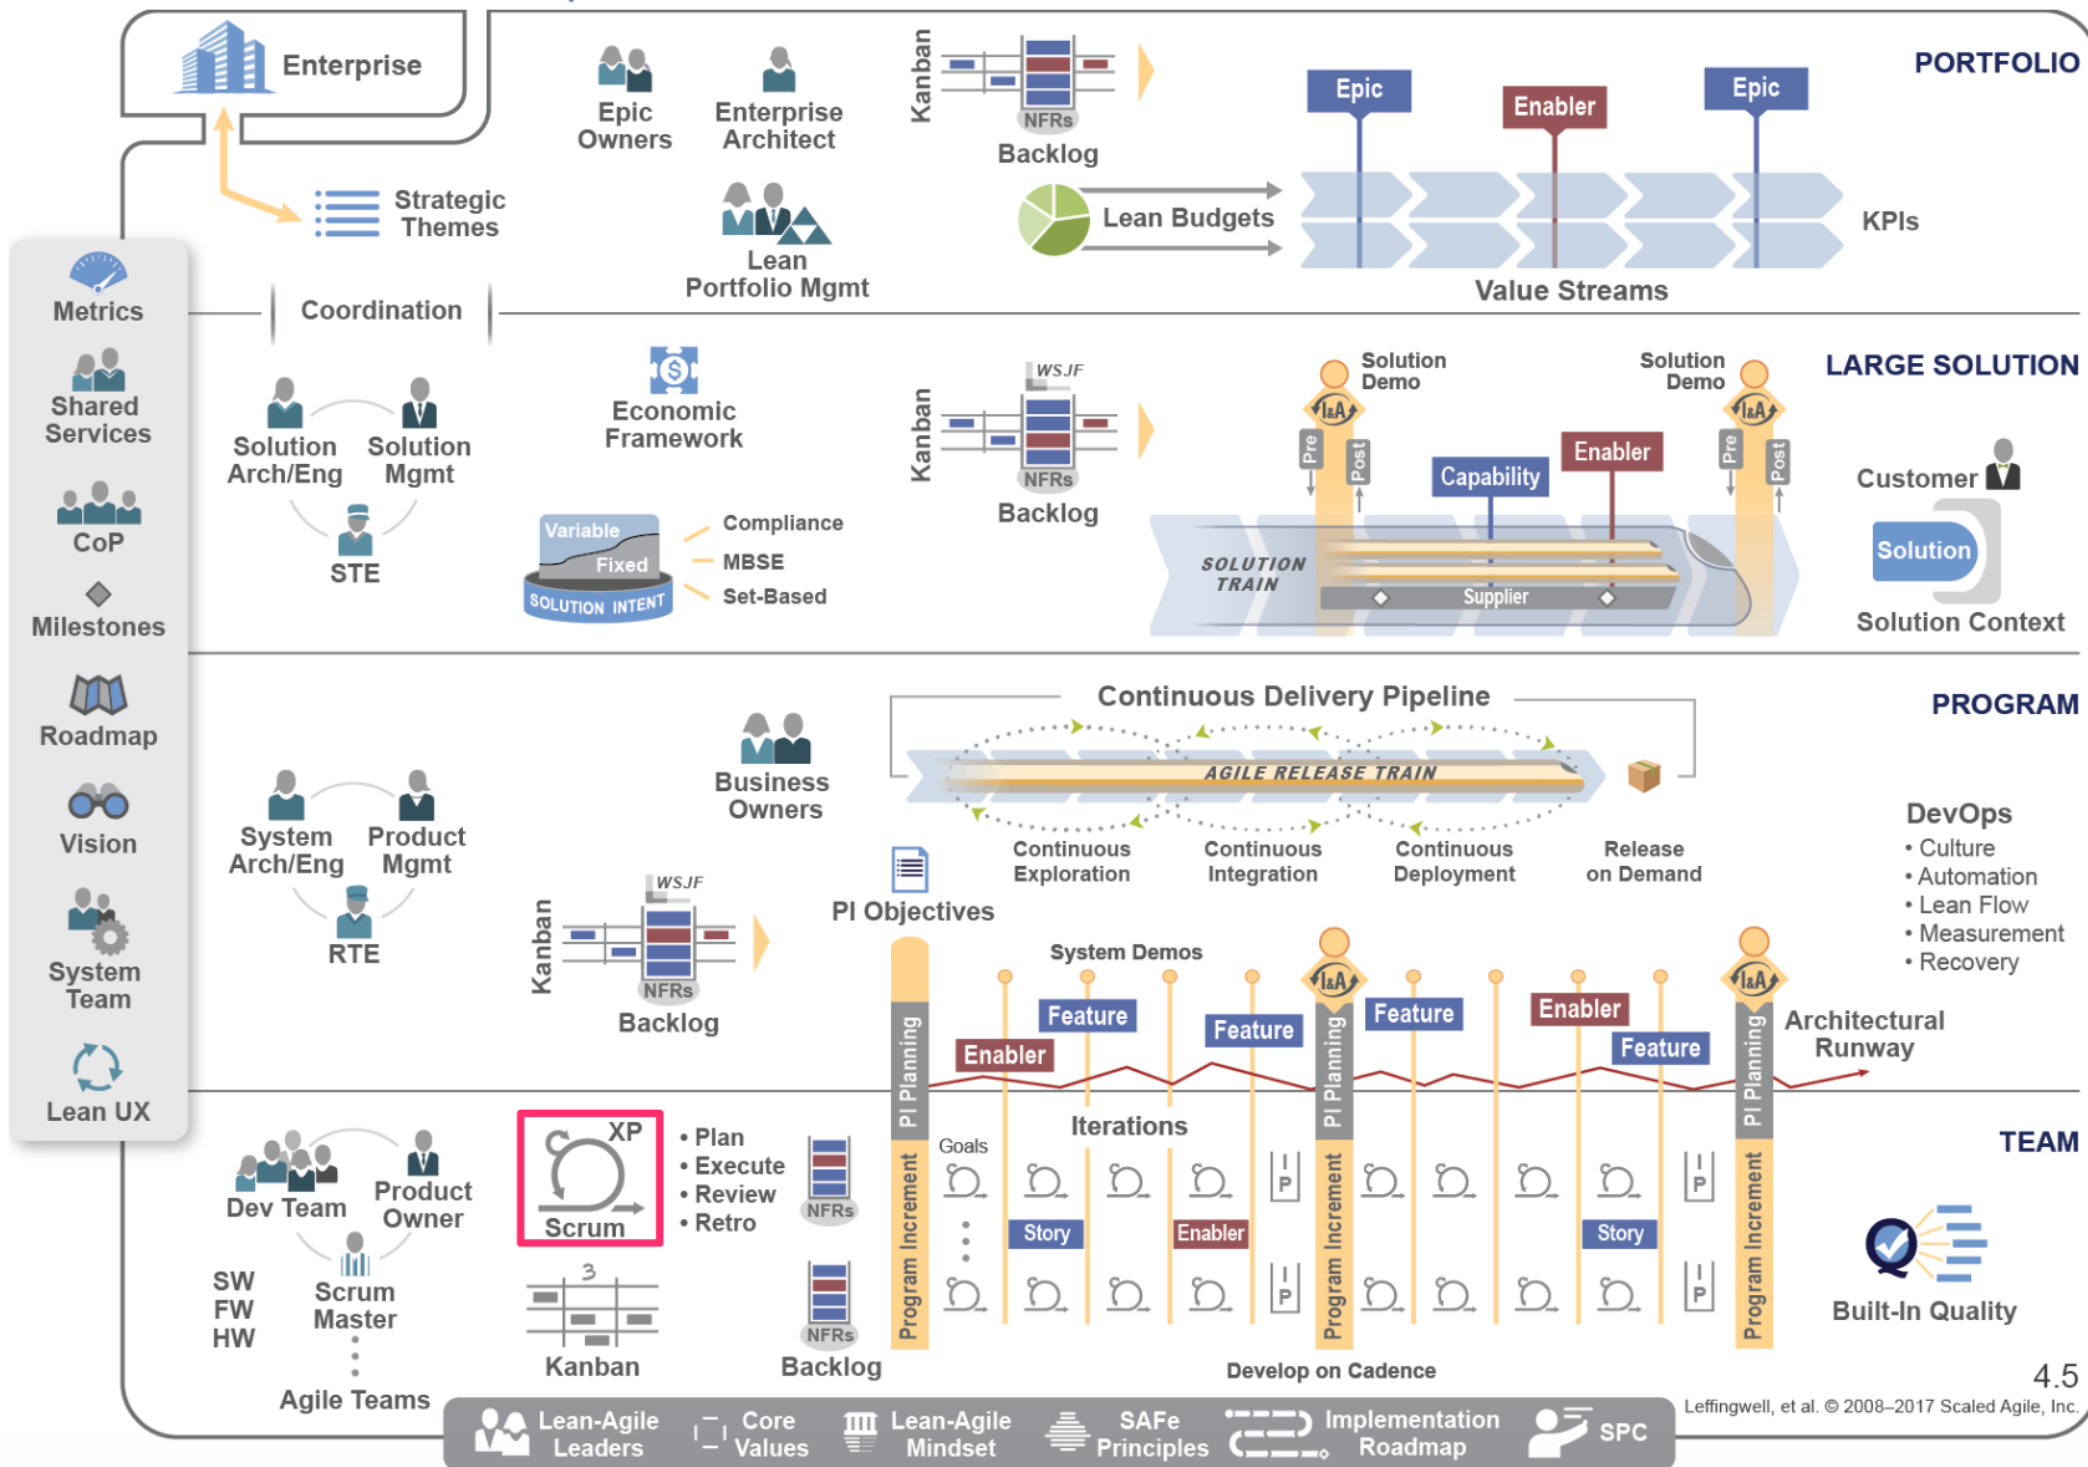 Enterprise
Strategic
Themes
Epic
Owners
Enterprise
Architect
Lean
Portfolio Mgmt
Kanban
NFRs
Backlog
Lean Budgets
Epic
Enabler
Epic
KPIs
Value Streams
PORTFOLIO
Coordination
Metrics
Shared
Services
CoP
Milestones
Roadmap
Vision
System
Team
Lean UX
Solution
Arch/Eng
Solution
Mgmt
STE
Economic
Framework
Variable
Fixed
SOLUTION INTENT
Compliance
MBSE
Set-Based
Kanban
WSJF
NFRs
Backlog
Solution
Demo
I&A
Pre
Post
Capability
Enabler
Solution
Demo
I&A
Pre
Post
SOLUTION
TRAIN
Supplier
LARGE SOLUTION
Customer
Solution
Solution Context
PROGRAM
Continuous Delivery Pipeline
AGILE RELEASE TRAIN
Continuous
Exploration
Continuous
Integration
Continuous
Deployment
Release
on Demand
Business
Owners
System
Arch/Eng
Product
Mgmt
RTE
Kanban
WSJF
NFRs
Backlog
PI Objectives
DevOps
• Culture
• Automation
• Lean Flow
• Measurement
• Recovery
System Demos
I&A
I&A
Enabler
Feature
Feature
Feature
Enabler
Feature
PI Planning
PI Planning
PI Planning
Architectural
Runway
TEAM
Dev Team
Product
Owner
Scrum
Master
SW
FW
HW
Agile Teams
XP
Scrum
• Plan
• Execute
• Review
• Retro
3
Kanban
NFRs
NFRs
Backlog
Iterations
Goals
Program Increment
Program Increment
Program Increment
Story
Enabler
Story
I
P
I
P
I
P
I
P
Develop on Cadence
Built-In Quality
4.5
Leffingwell, et al. © 2008–2017 Scaled Agile, Inc.
Lean-Agile
Leaders
Core
Values
Lean-Agile
Mindset
SAFe
Principles
Implementation
Roadmap
SPC